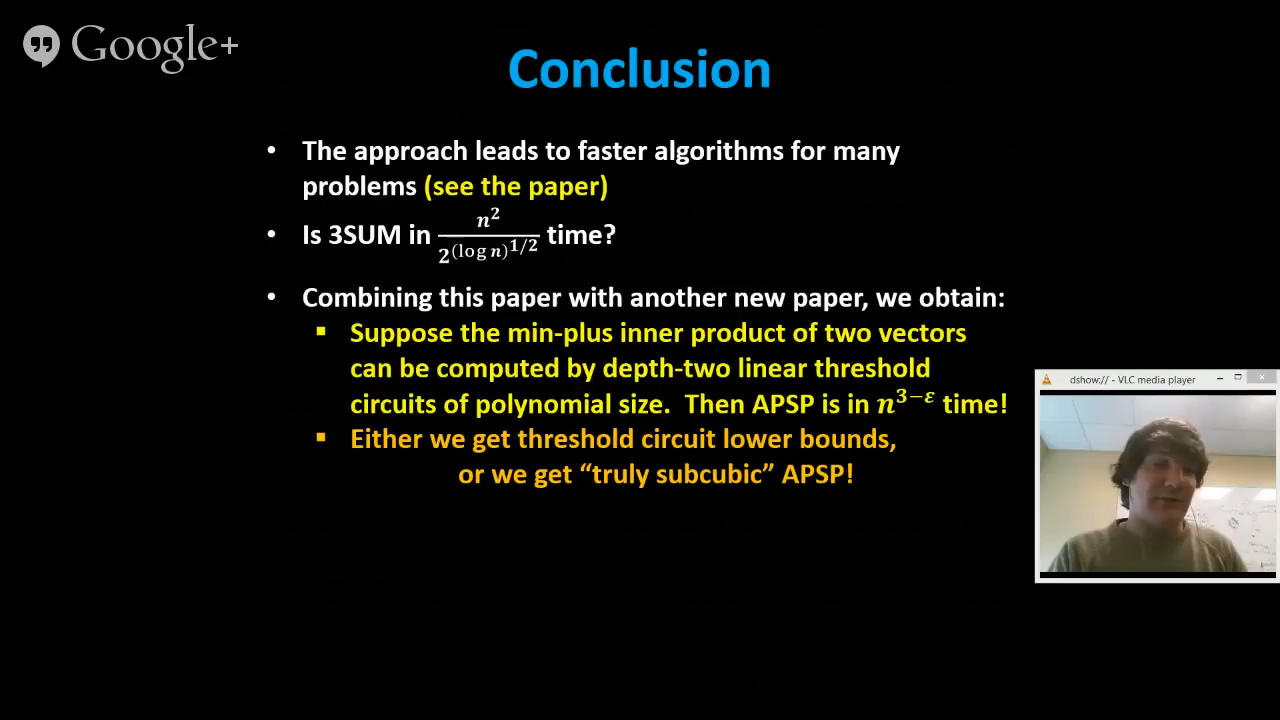 Google+
Conclusion
• The approach leads to faster algorithms for many
problems (see the paper)
• Is 3SUM in n²/2^(log n)^1/2 time?
• Combining this paper with another new paper, we obtain:
▪ Suppose the min-plus inner product of two vectors
can be computed by depth-two linear threshold
circuits of polynomial size. Then APSP is in n^3−ε time!
▪ Either we get threshold circuit lower bounds,
or we get “truly subcubic” APSP!
dshow:// - VLC media player